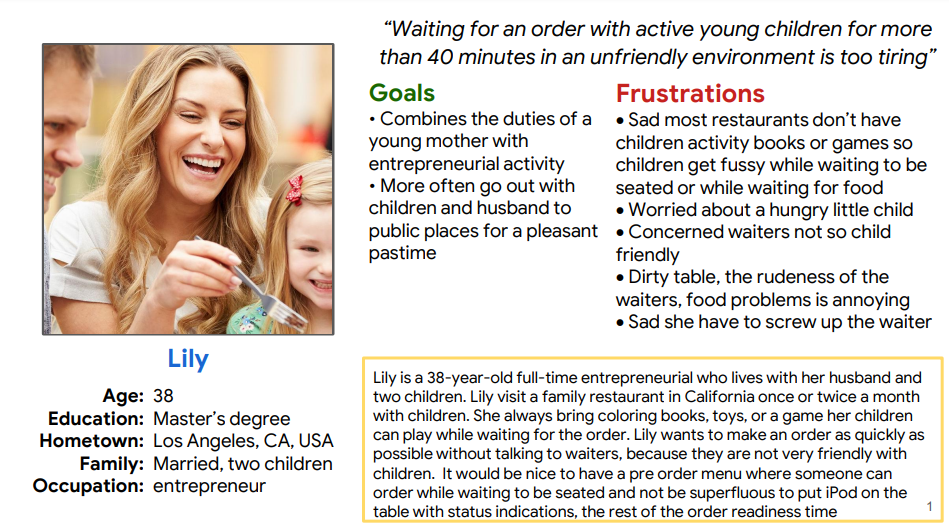 “Waiting for an order with active young children for more
than 40 minutes in an unfriendly environment is too tiring”
Goals
• Combines the duties of a
young mother with
entrepreneurial activity
• More often go out with
children and husband to
public places for a pleasant
pastime
Frustrations
• Sad most restaurants don’t have
children activity books or games so
children get fussy while waiting to be
seated or while waiting for food
• Worried about a hungry little child
• Concerned waiters not so child
friendly
• Dirty table, the rudeness of the
waiters, food problems is annoying
• Sad she have to screw up the waiter
Lily
Age: 38
Education: Master’s degree
Hometown: Los Angeles, CA, USA
Family: Married, two children
Occupation: entrepreneur
Lily is a 38-year-old full-time entrepreneurial who lives with her husband and
two children. Lily visit a family restaurant in California once or twice a month
with children. She always bring coloring books, toys, or a game her children
can play while waiting for the order. Lily wants to make an order as quickly as
possible without talking to waiters, because they are not very friendly with
children. It would be nice to have a pre order menu where someone can
order while waiting to be seated and not be superfluous to put iPod on the
table with status indications, the rest of the order readiness time
1